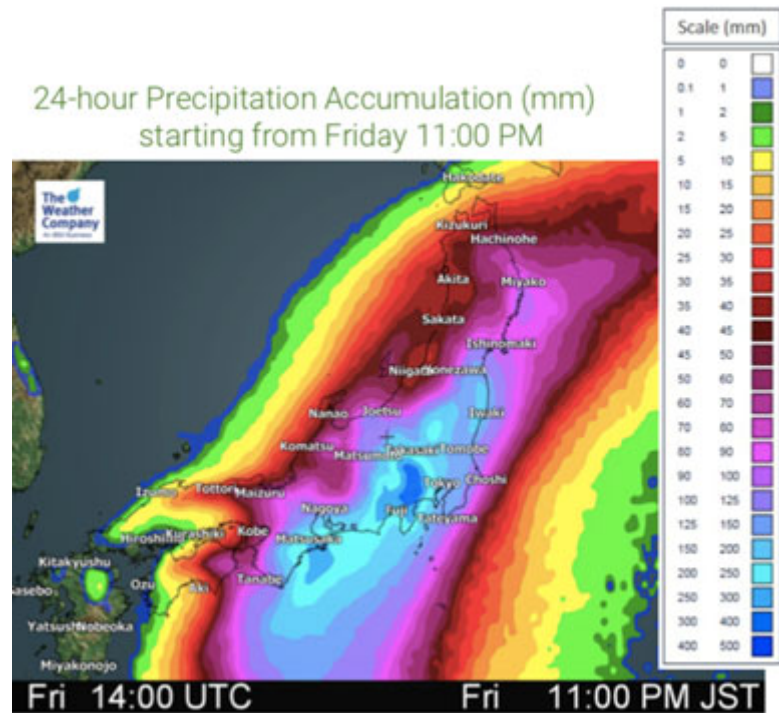 Scale (mm)
0 0
0.1 1
1 2
2 5
5 10
10 15
15 20
20 25
25 30
30 35
35 40
40 45
45 50
50 60
60 70
70 80
80 90
90 100
100 125
125 150
150 200
200 250
250 300
300 400
400 500
24-hour Precipitation Accumulation (mm)
starting from Friday 11:00 PM
The
Weather
Company
An IBM Business
Hakodate
Kizukuri
Hachinohe
Akita
Miyako
Sakata
Ishinomaki
Niigata Yonezawa
Nanao
Joetsu
Iwaki
Komatsu
Matsumoto
Takasaki
Tomobe
Izumo
Tottori
Maizuru
Tokyo
Choshi
Nagoya
Fuji
Tateyama
Kurashiki
Kobe
Matsusaka
Kitakyushu
Ozu
Aki
Tanabe
asebo
Nobeoka
Miyakonojo
Fri 14:00 UTC
Fri 11:00 PM JST